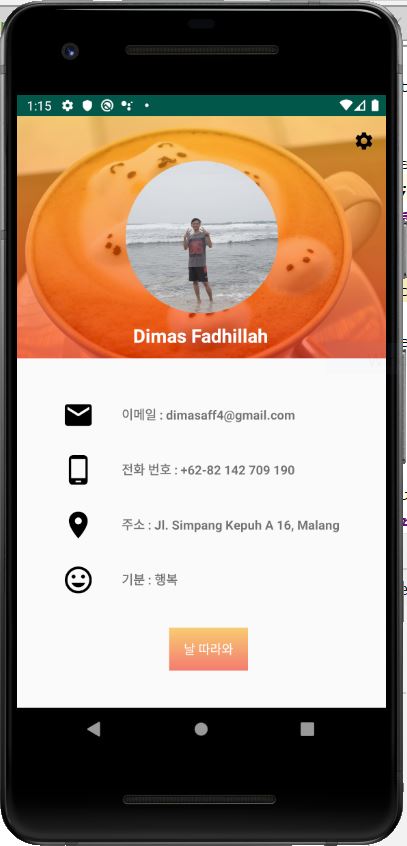 1:15
Dimas Fadhillah
이메일 : dimasaff4@gmail.com
전화 번호 : +62-82 142 709 190
주소 : Jl. Simpang Kepuh A 16, Malang
기분 : 행복
날 따라와